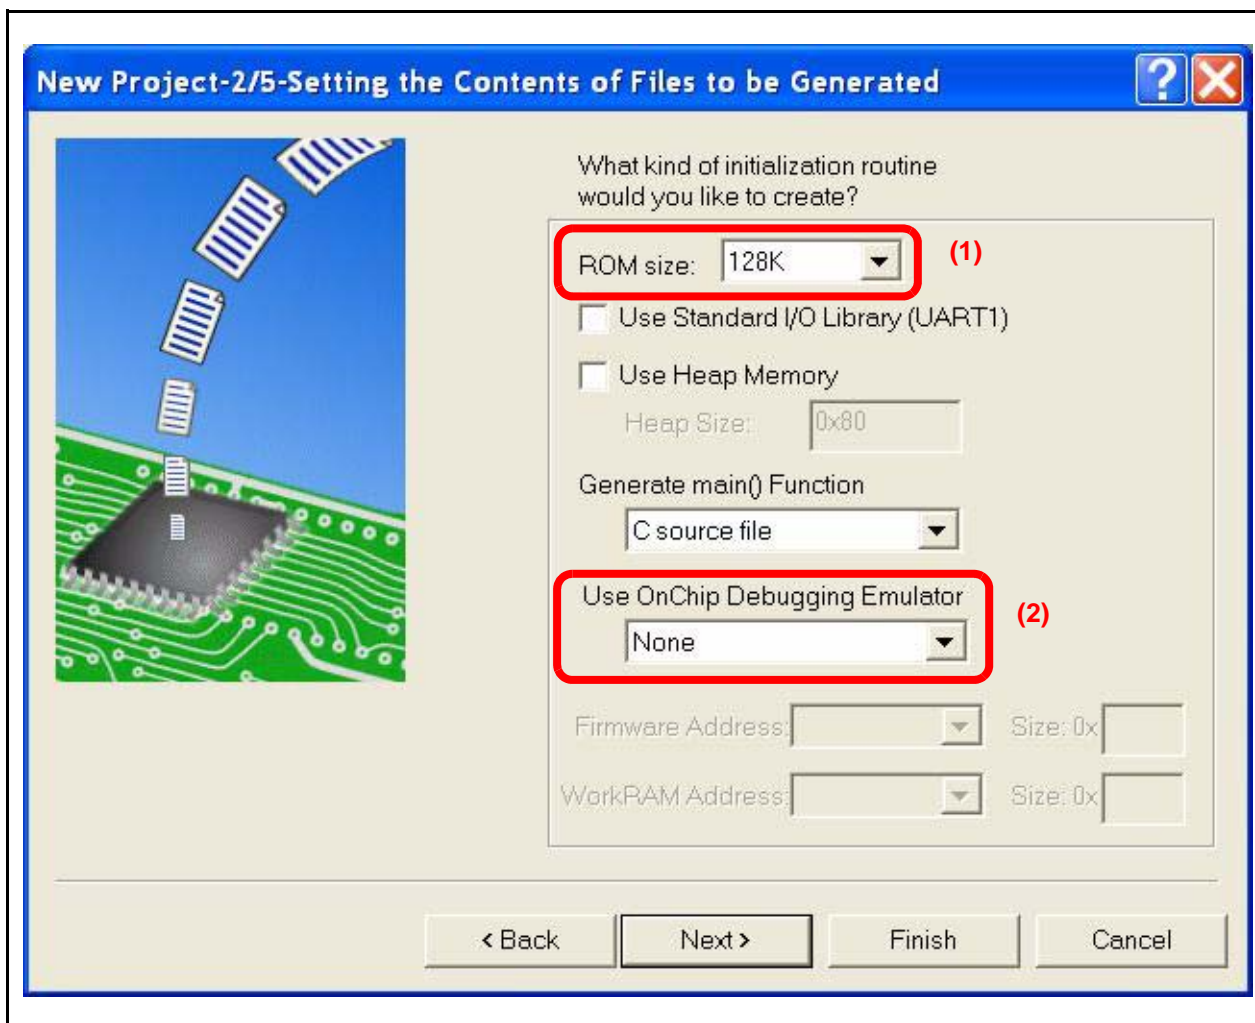 New Project-2/5-Setting the Contents of Files to be Generated
What kind of initialization routine
would you like to create?
ROM size: 128K (1)
Use Standard I/O Library (UART1)
Use Heap Memory
Heap Size: 0x80
Generate main() Function
C source file
Use OnChip Debugging Emulator
(2)
None
Firmware Address: Size: 0x
WorkRAM Address: Size: 0x
< Back Next > Finish Cancel